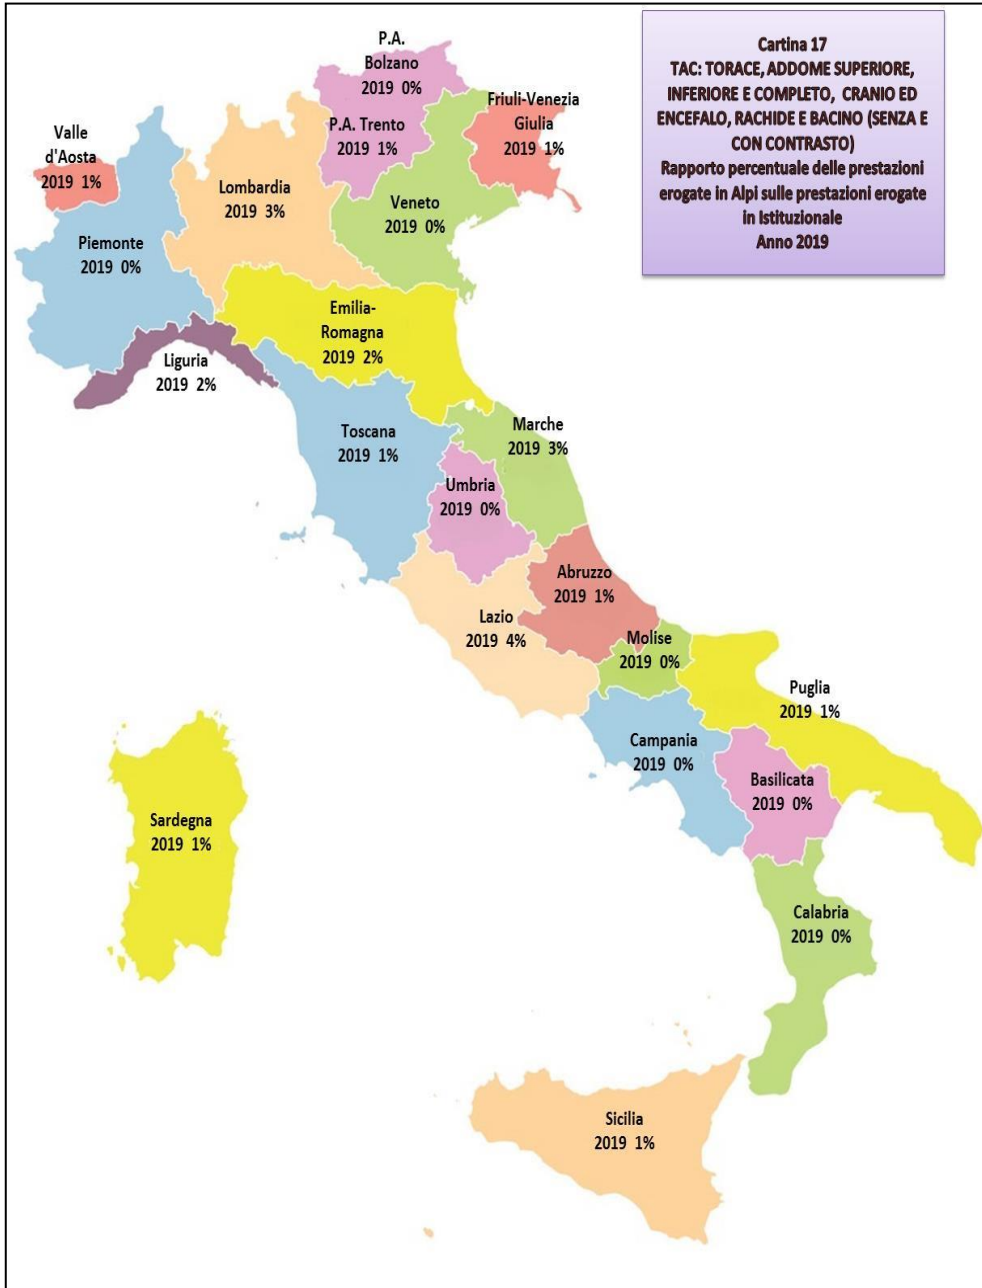 Cartina 17
TAC: TORACE, ADDOME SUPERIORE,
INFERIORE E COMPLETO, CRANIO ED
ENCEFALO, RACHIDE E BACINO (SENZA E
CON CONTRASTO)
Rapporto percentuale delle prestazioni
erogate in Alpi sulle prestazioni erogate
in Istituzionale
Anno 2019
P.A.
Bolzano
2019 0%
P.A. Trento
2019 1%
Friuli-Venezia
Giulia
2019 1%
Valle
d'Aosta
2019 1%
Lombardia
2019 3%
Veneto
2019 0%
Piemonte
2019 0%
Emilia-
Romagna
2019 2%
Liguria
2019 2%
Toscana
2019 1%
Marche
2019 3%
Umbria
2019 0%
Abruzzo
2019 1%
Lazio
2019 4%
Molise
2019 0%
Puglia
2019 1%
Campania
2019 0%
Basilicata
2019 0%
Sardegna
2019 1%
Calabria
2019 0%
Sicilia
2019 1%